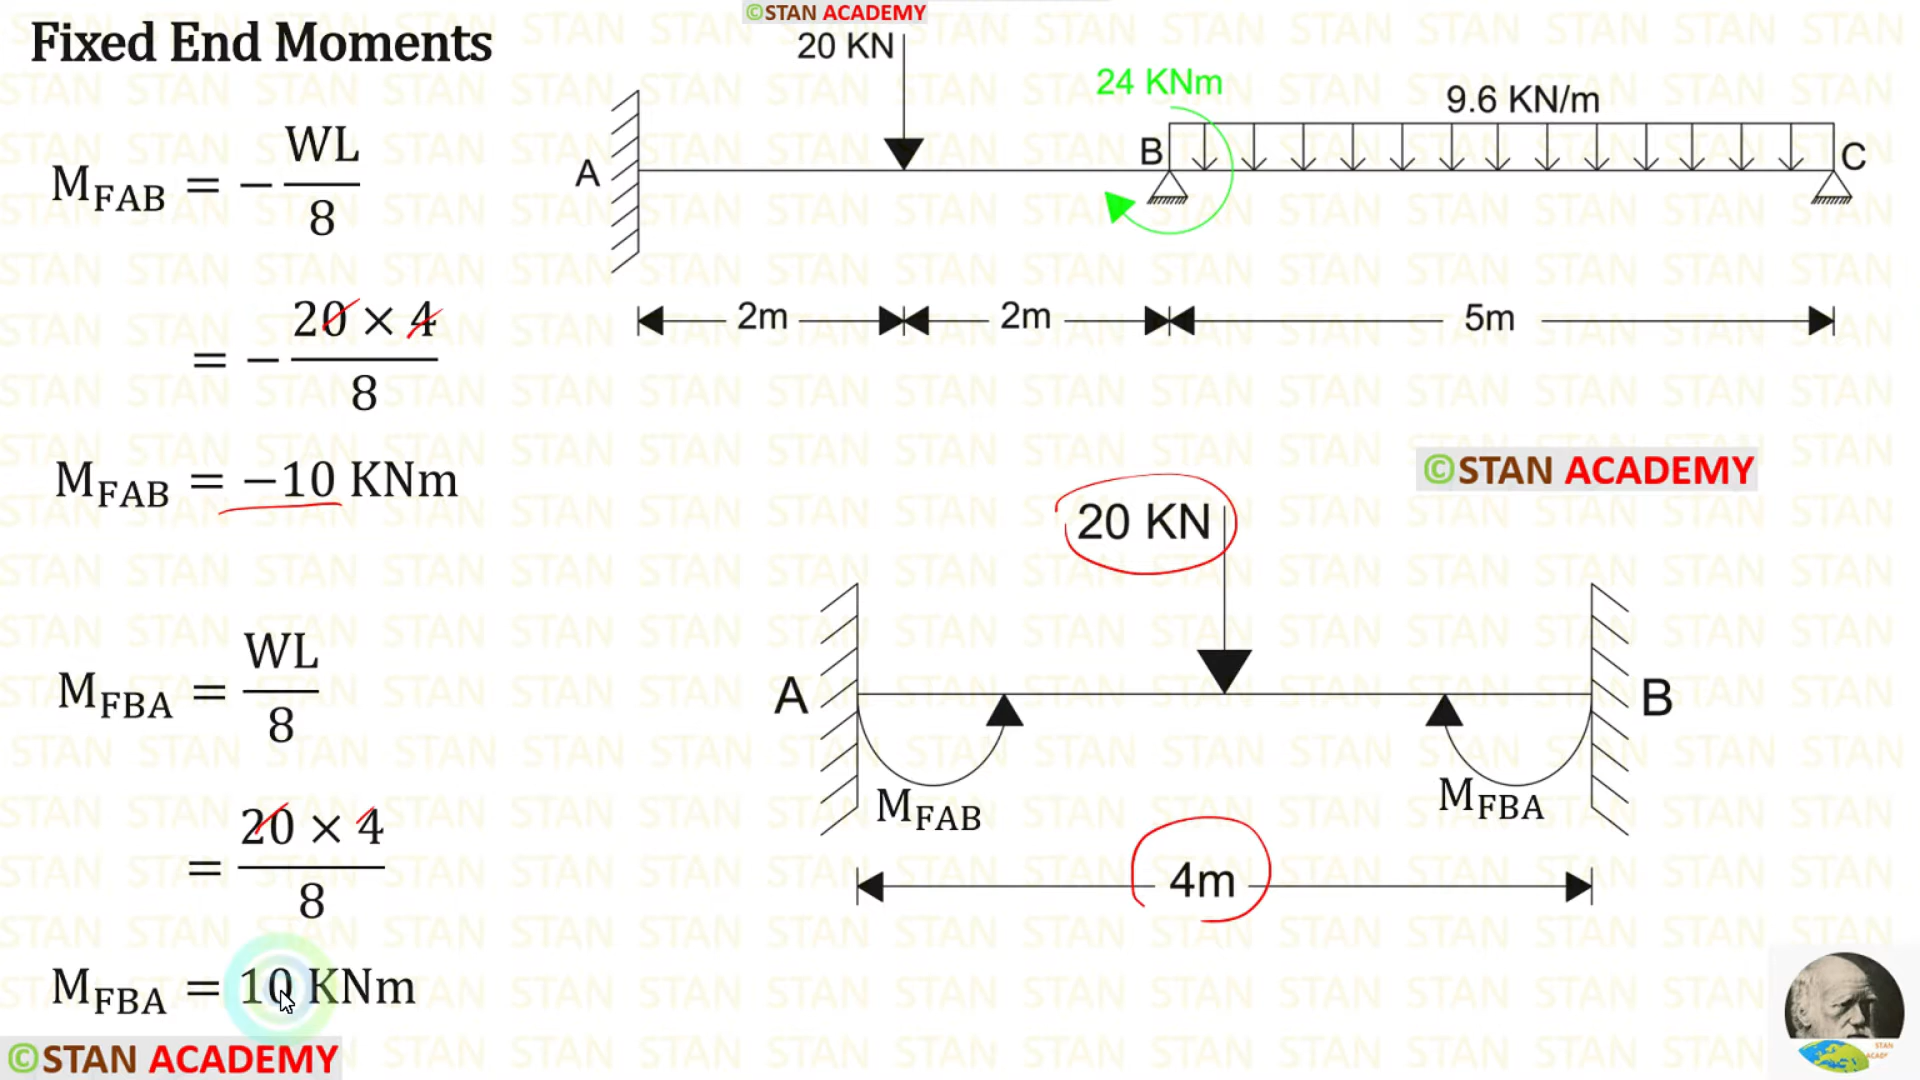 ©STAN ACADEMY
Fixed End Moments
M_FAB = − WL/8
= − 20 × 4/8
M_FAB = −10 KNm
M_FBA = WL/8
= 20 × 4/8
M_FBA = 10 KNm
©STAN ACADEMY
20 KN
24 KNm
9.6 KN/m
A
B
C
2m
2m
5m
©STAN ACADEMY
20 KN
A
B
M_FAB
M_FBA
4m
STAN
ACADY